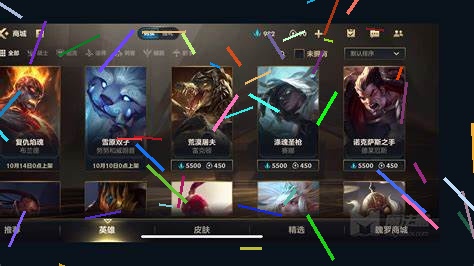 商城
全部
未拥有
默认排序
复仇焰魂
布兰德
10月14日0点上架
雪原双子
努努和威朗普
10月10日0点上架
荒漠屠夫
雷克顿
5500 450
涤魂圣枪
赛娜
5500 450
诺克萨斯之手
德莱厄斯
5500 450
推荐
英雄
皮肤
精选
魏罗商城